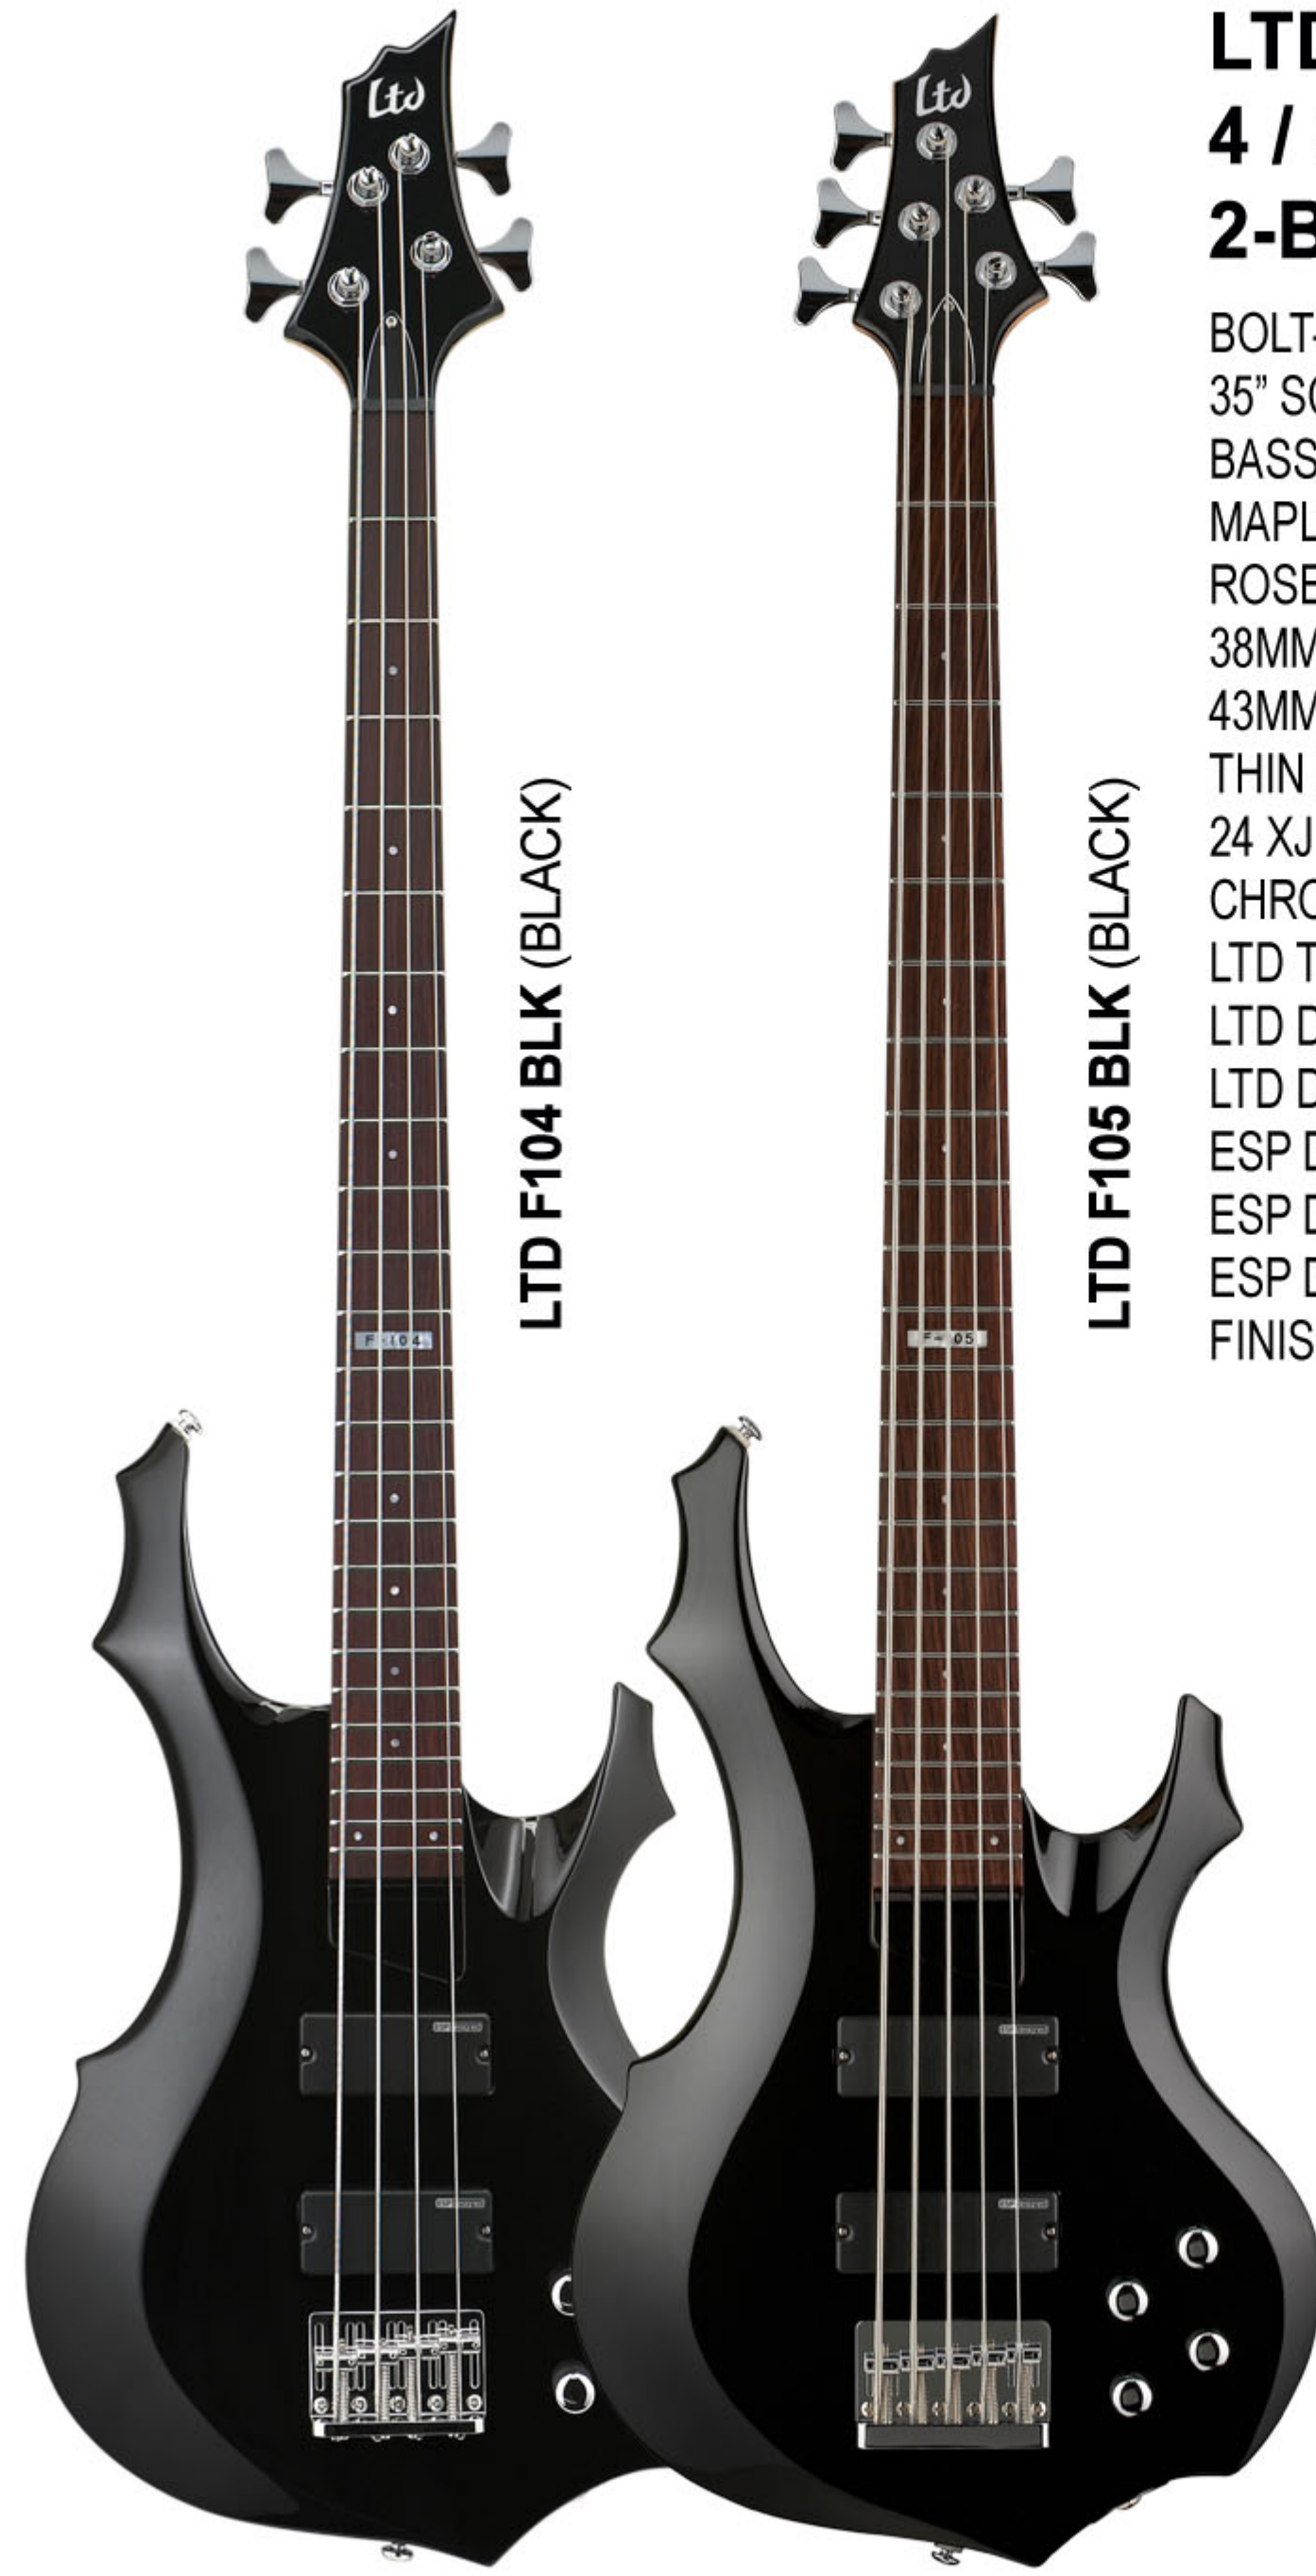 Ltd
Ltd
LTD F104 BLK (BLACK)
LTD F105 BLK (BLACK)
F-104
F- 05
LTD
4 /
2-B
BOLT-
35” SC
BASS
MAPL
ROSE
38MM
43MM
THIN
24 XJ
CHRO
LTD T
LTD D
LTD D
ESP D
ESP D
ESP D
FINIS